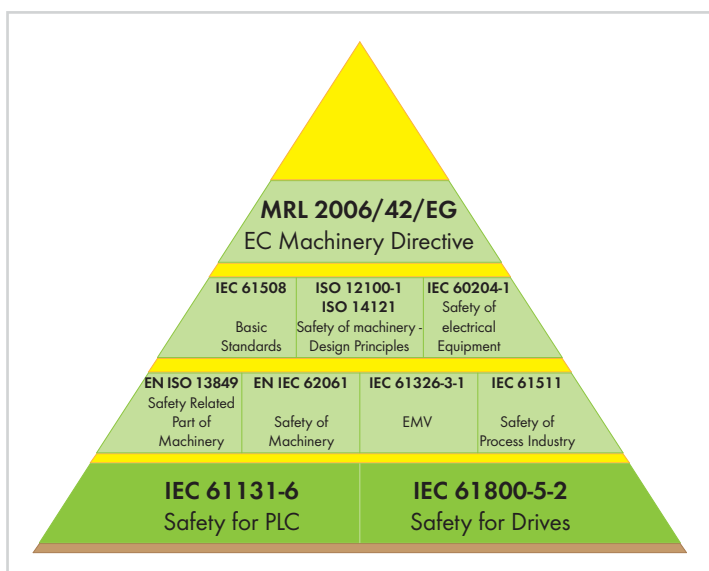 MRL 2006/42/EG
EC Machinery Directive
IEC 61508
Basic
Standards
ISO 12100-1
ISO 14121
Safety of machinery -
Design Principles
IEC 60204-1
Safety of
electrical
Equipment
EN ISO 13849
Safety Related
Part of
Machinery
EN IEC 62061
Safety of
Machinery
IEC 61326-3-1
EMV
IEC 61511
Safety of
Process Industry
IEC 61131-6
Safety for PLC
IEC 61800-5-2
Safety for Drives